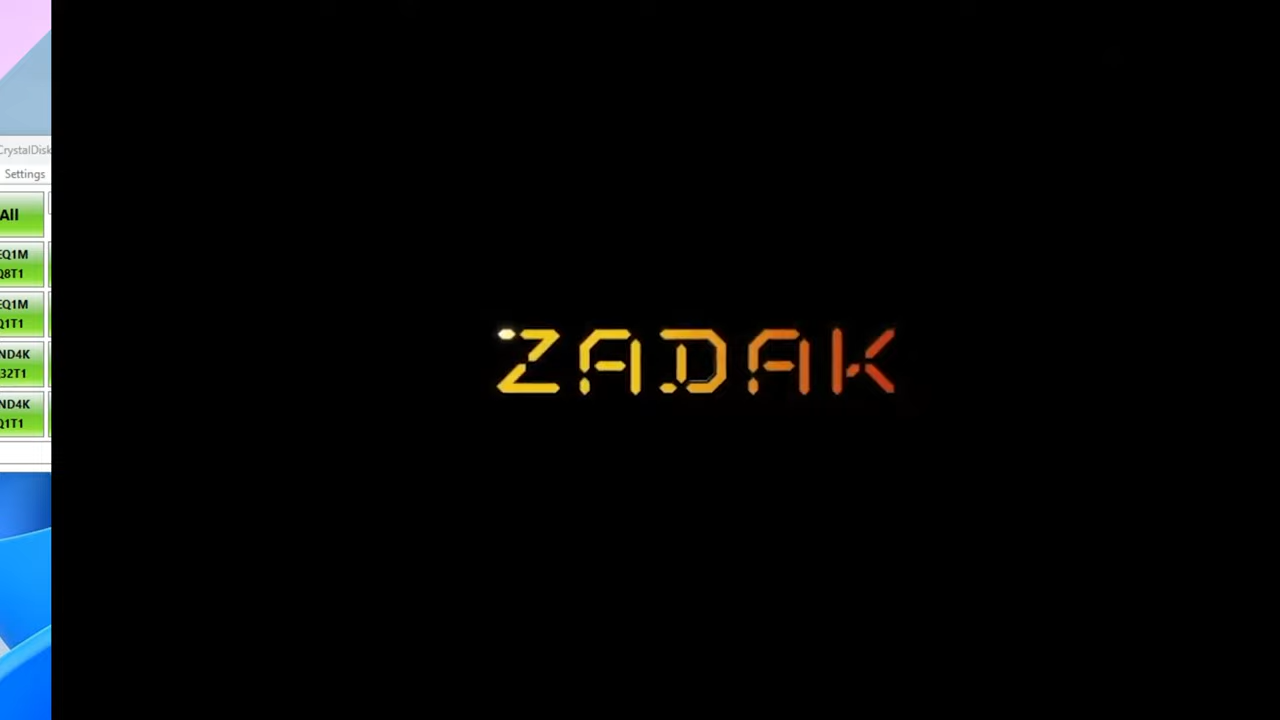 CrystalDisk
Settings
All
EQ1M
Q8T1
EQ1M
Q1T1
ND4K
32T1
ND4K
Q1T1
ZADAK